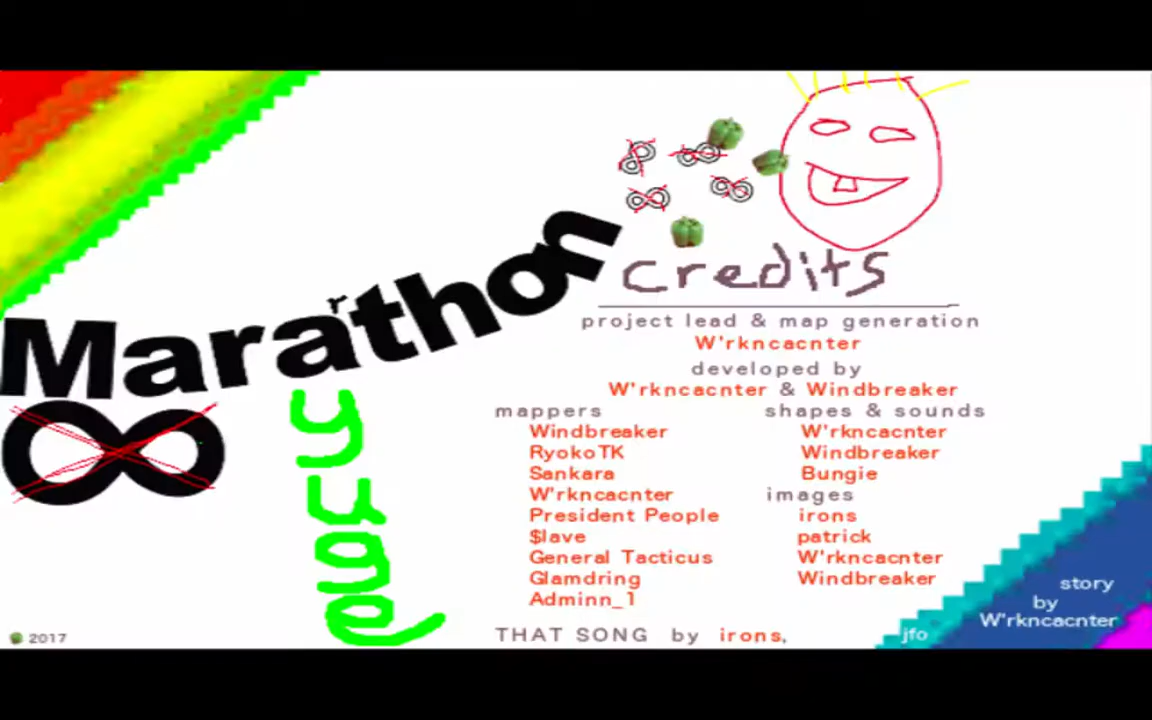 Mararthon
∞
yuge
credits
project lead & map generation
W'rkncacnter
developed by
W'rkncacnter & Windbreaker
mappers
Windbreaker
RyokoTK
Sankara
W'rkncacnter
President People
$lave
General Tacticus
Glamdring
Adminn_1
shapes & sounds
W'rkncacnter
Windbreaker
Bungie
images
irons
patrick
W'rkncacnter
Windbreaker
THAT SONG by irons, jfo
story
by
W'rkncacnter
2017